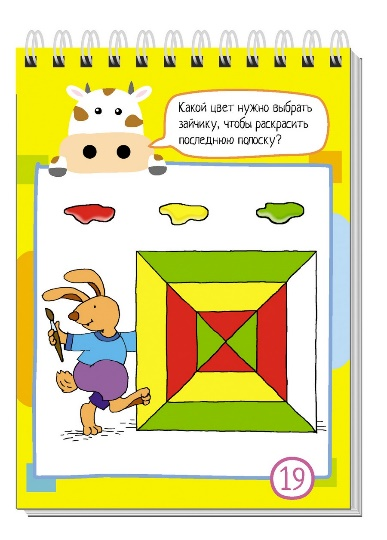 Какой цвет нужно выбрать
зайчику, чтобы раскрасить
последнюю полоску?
19